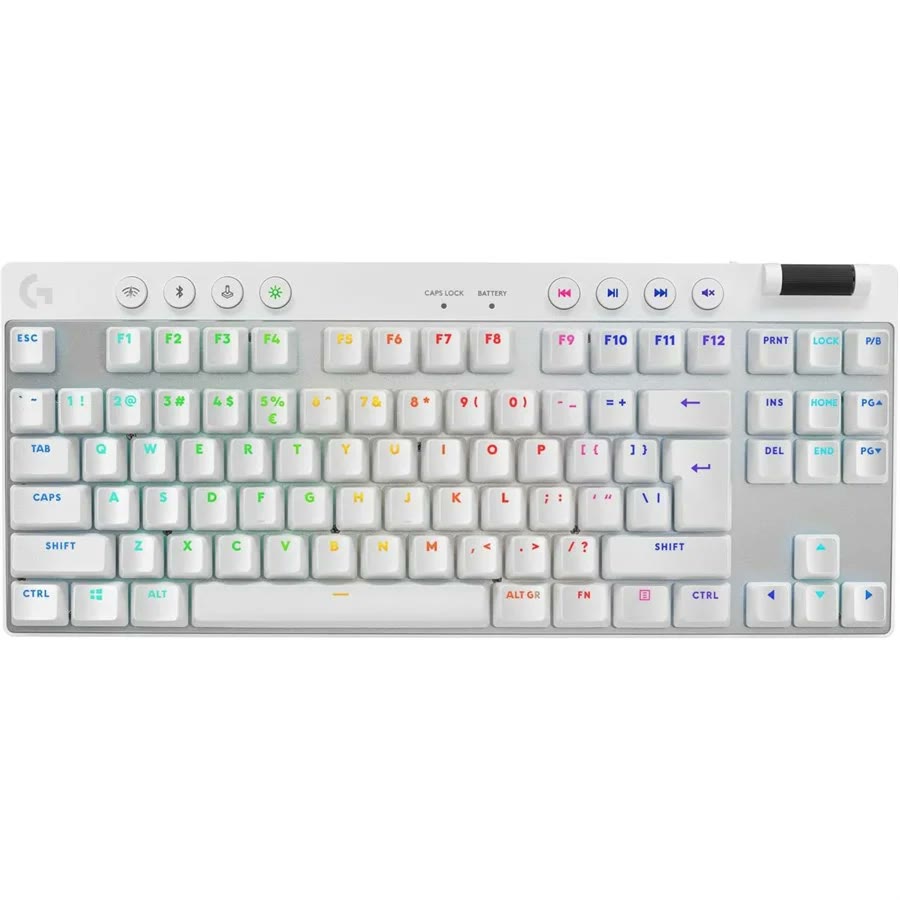 CAPS LOCK BATTERY
ESC F1 F2 F3 F4 F5 F6 F7 F8 F9 F10 F11 F12 PRNT LOCK P/B
` ~ 1 ! 2 @ 3 # 4 $ 5 % € 6 ^ 7 & 8 * 9 ( 0 ) - _ = + INS HOME PG▲
TAB Q W E R T Y U I O P [ { ] } DEL END PG▼
CAPS A S D F G H J K L ; : ' " \ |
SHIFT Z X C V B N M , < . > / ? SHIFT
CTRL ALT ALT GR FN CTRL